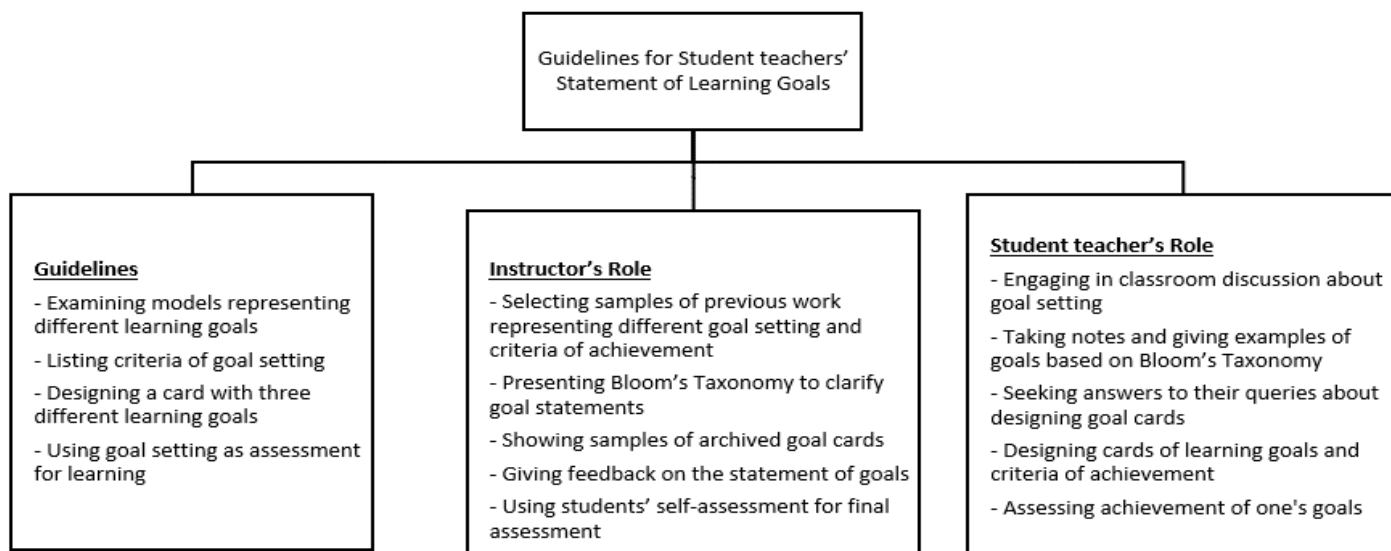 Guidelines for Student teachers’
Statement of Learning Goals
Guidelines
- Examining models representing
different learning goals
- Listing criteria of goal setting
- Designing a card with three
different learning goals
- Using goal setting as assessment
for learning
Instructor’s Role
- Selecting samples of previous work
representing different goal setting and
criteria of achievement
- Presenting Bloom’s Taxonomy to clarify
goal statements
- Showing samples of archived goal cards
- Giving feedback on the statement of goals
- Using students’ self-assessment for final
assessment
Student teacher’s Role
- Engaging in classroom discussion about
goal setting
- Taking notes and giving examples of
goals based on Bloom’s Taxonomy
- Seeking answers to their queries about
designing goal cards
- Designing cards of learning goals and
criteria of achievement
- Assessing achievement of one's goals